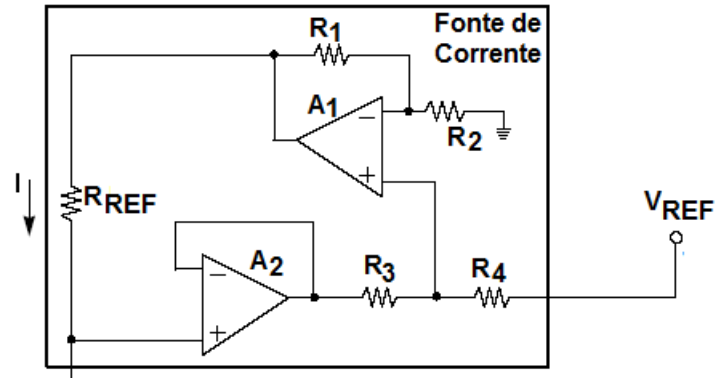 Fonte de
Corrente
R1
A1
−
+
R2
I
RREF
A2
−
+
R3
R4
VREF